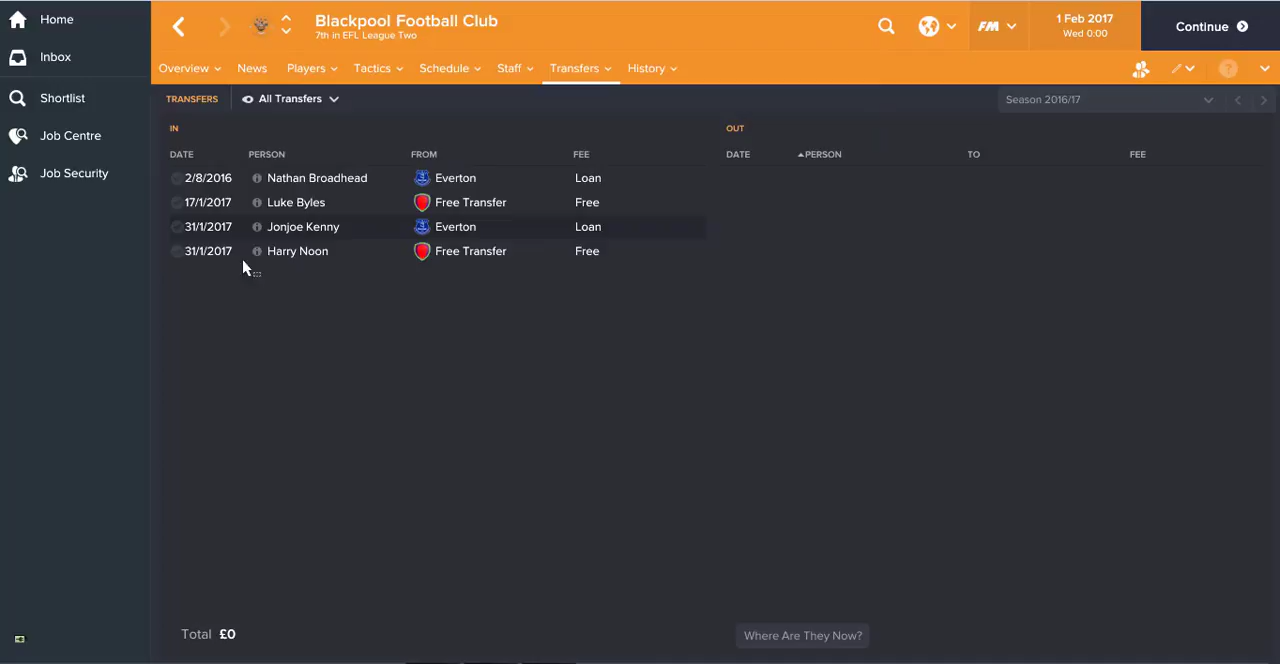 Home
Inbox
Shortlist
Job Centre
Job Security
Blackpool Football Club
7th in EFL League Two
FM
1 Feb 2017
Wed 0:00
Continue
Overview News Players Tactics Schedule Staff Transfers History
?
TRANSFERS All Transfers Season 2016/17
IN
DATE PERSON FROM FEE
2/8/2016 Nathan Broadhead Everton Loan
17/1/2017 Luke Byles Free Transfer Free
31/1/2017 Jonjoe Kenny Everton Loan
31/1/2017 Harry Noon Free Transfer Free
Total £0
OUT
DATE PERSON TO FEE
Where Are They Now?